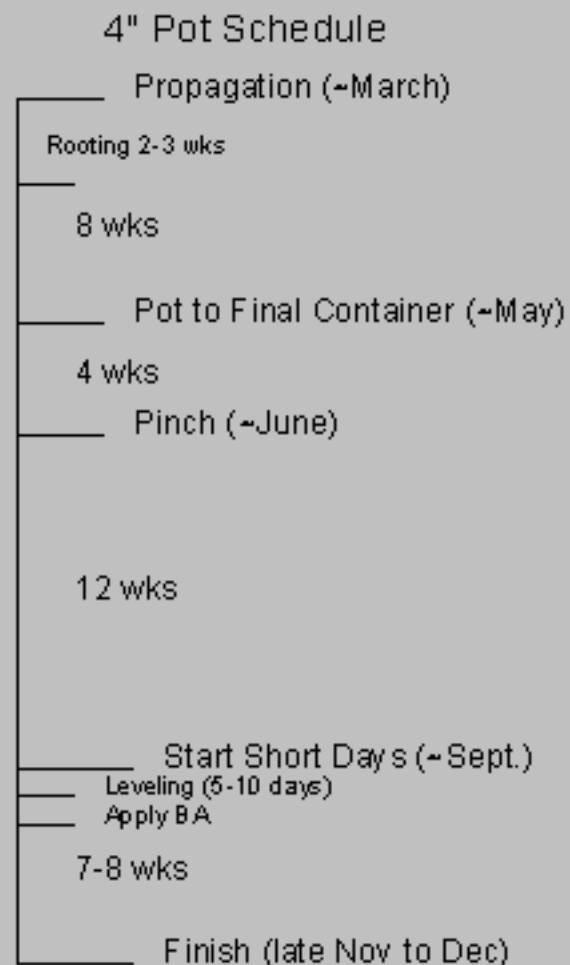 4" Pot Schedule
Propagation (~March)
Rooting 2-3 wks
8 wks
Pot to Final Container (~May)
4 wks
Pinch (~June)
12 wks
Start Short Days (~Sept.)
Leveling (5-10 days)
Apply BA
7-8 wks
Finish (late Nov to Dec)